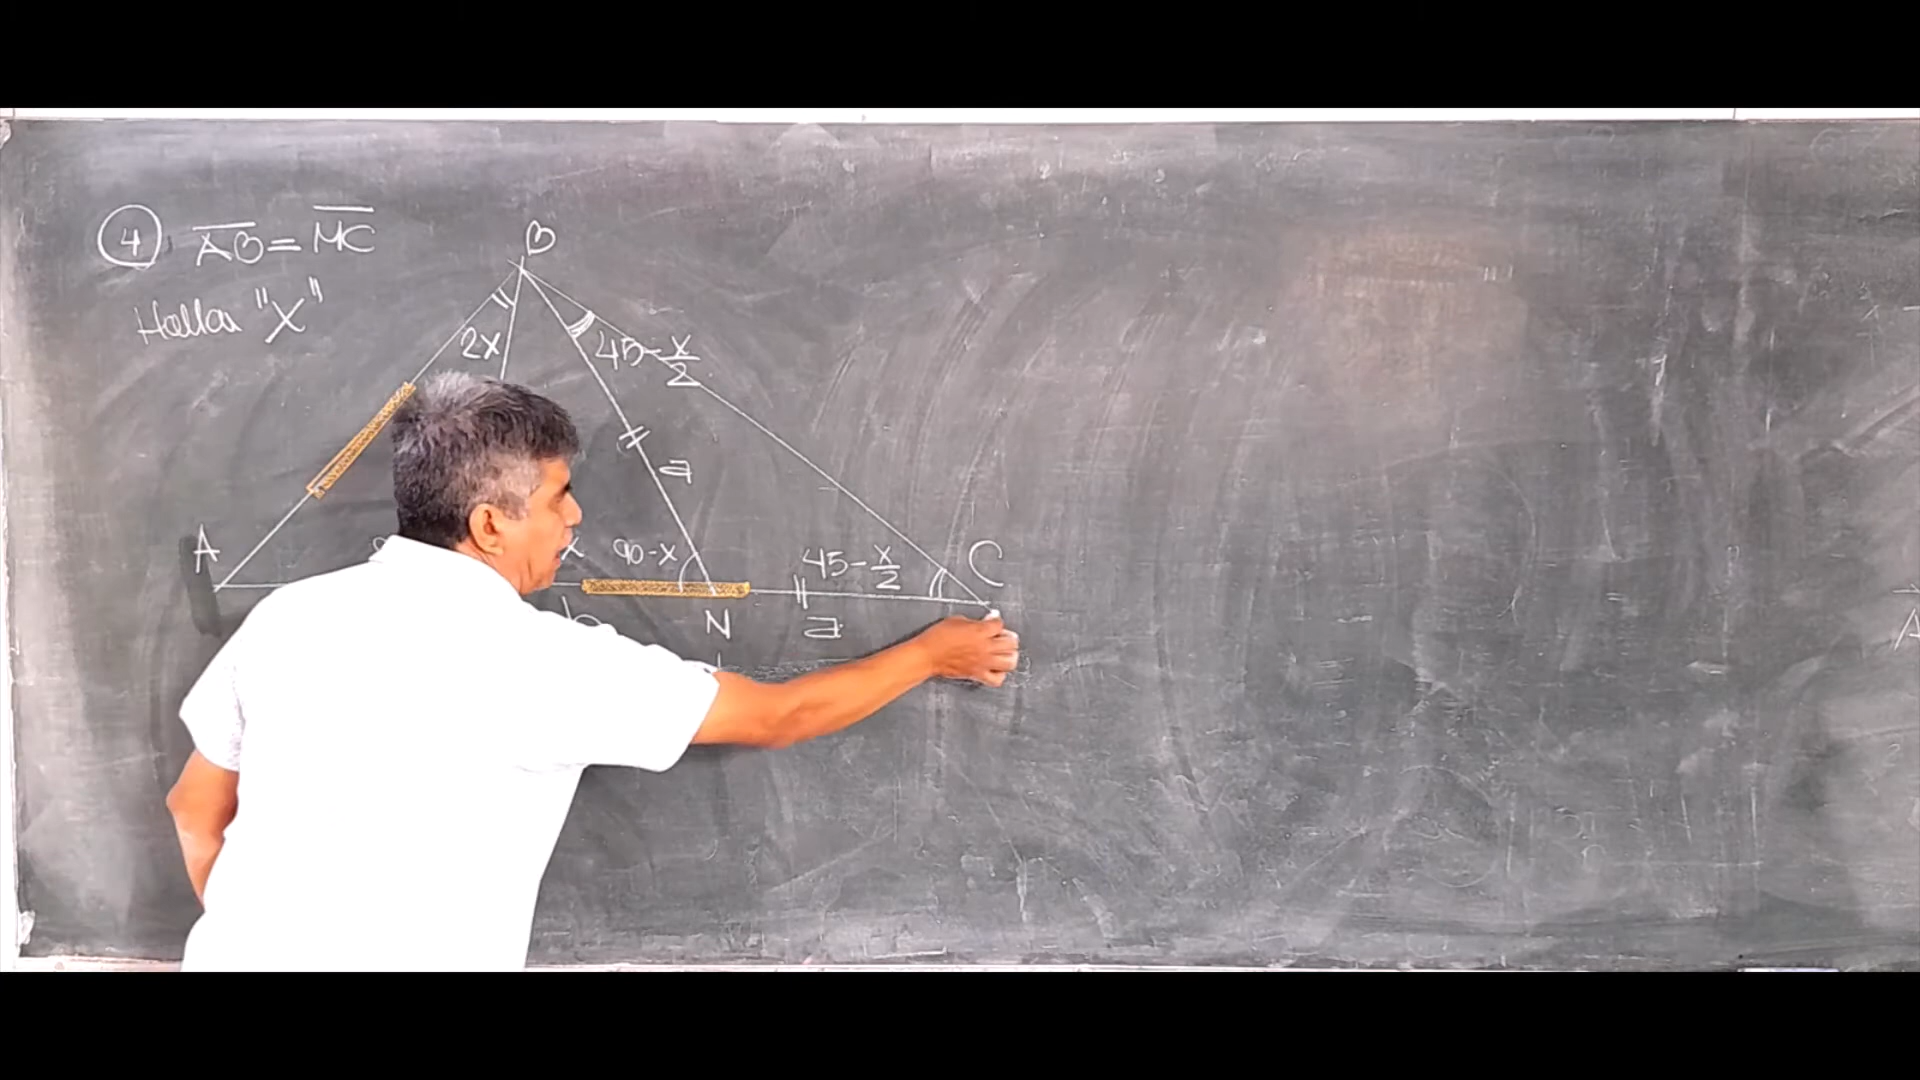 4 AB = MC
Hallar "X"
B
2x
45-x/2
a
A
x
90-x
45-x/2
C
b
N
a
A